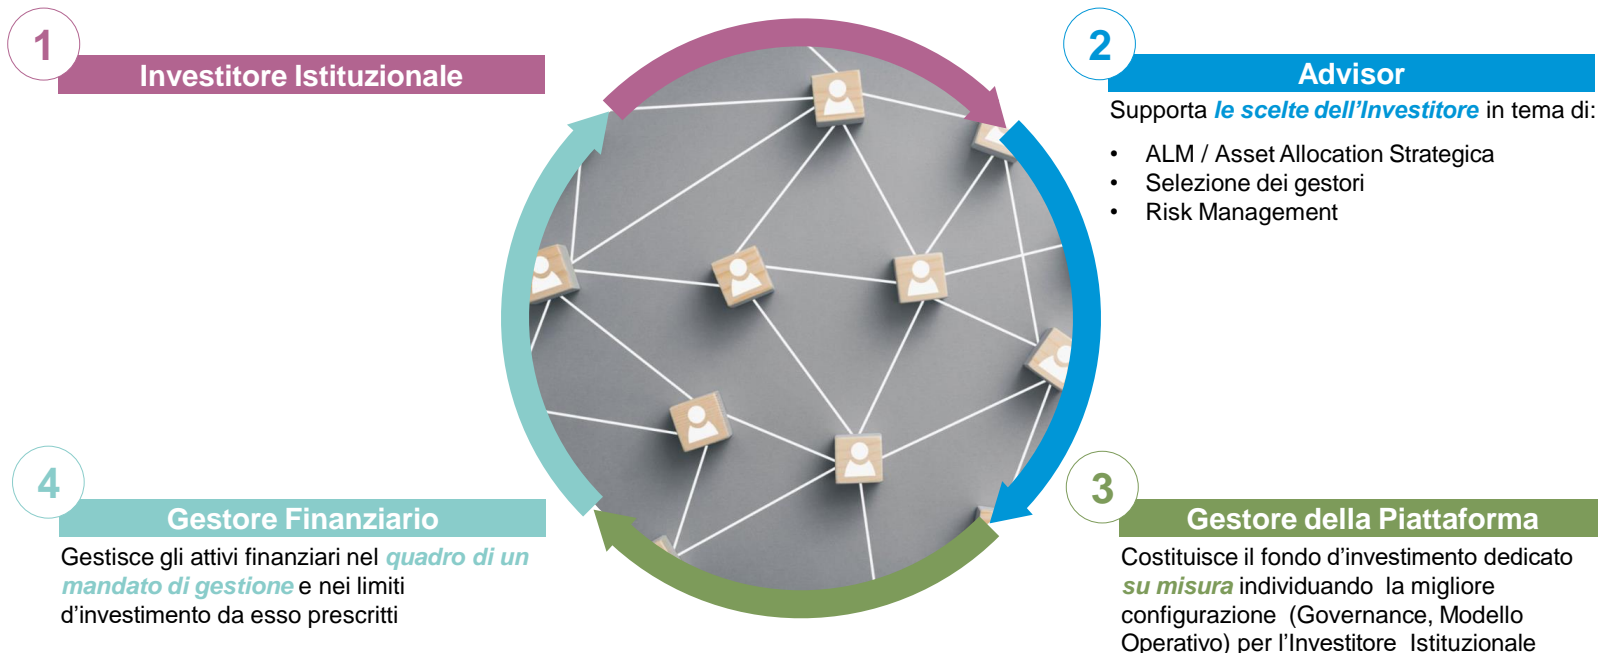 1
Investitore Istituzionale
2
Advisor
Supporta le scelte dell'Investitore in tema di:
• ALM / Asset Allocation Strategica
• Selezione dei gestori
• Risk Management
4
Gestore Finanziario
Gestisce gli attivi finanziari nel quadro di un
mandato di gestione e nei limiti
d'investimento da esso prescritti
3
Gestore della Piattaforma
Costituisce il fondo d'investimento dedicato
su misura individuando la migliore
configurazione (Governance, Modello
Operativo) per l'Investitore Istituzionale